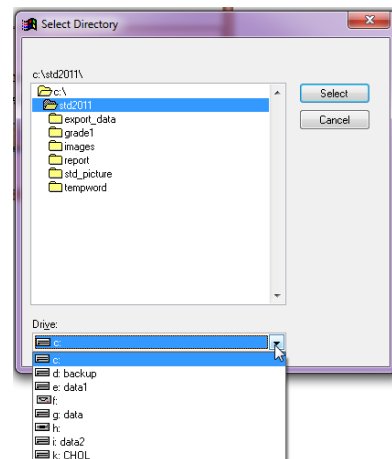 Select Directory
c:\std2011\
c:\
std2011
export_data
grade1
images
report
std_picture
tempword
Select
Cancel
Drive:
c:
c:
d: backup
e: data1
f:
g: data
h:
i: data2
k: CHOL